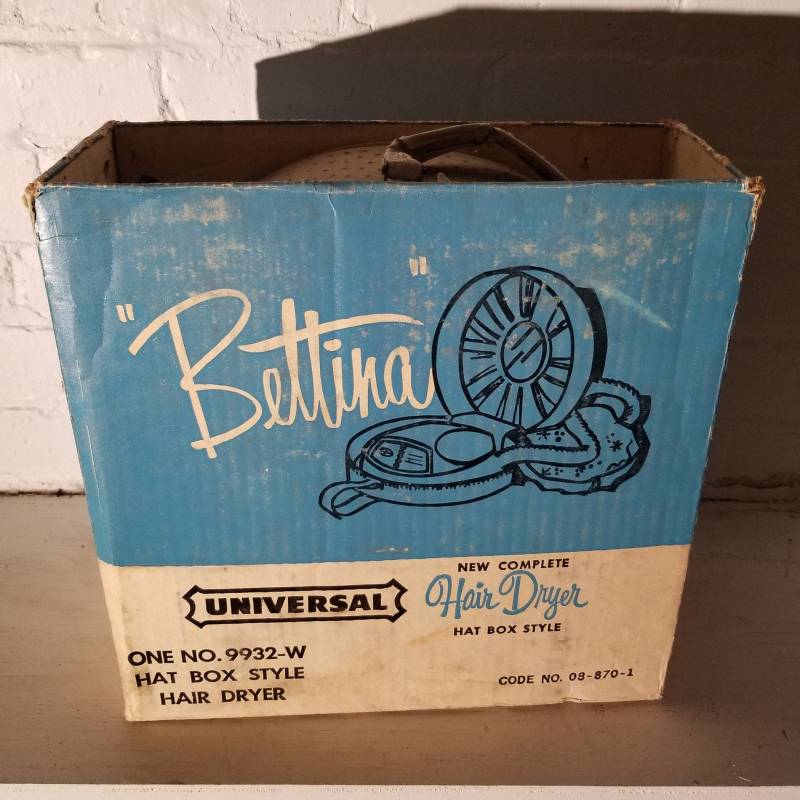 "Bettina"
UNIVERSAL
NEW COMPLETE
Hair Dryer
HAT BOX STYLE
ONE NO. 9932-W
HAT BOX STYLE
HAIR DRYER
CODE NO. 08-870-1